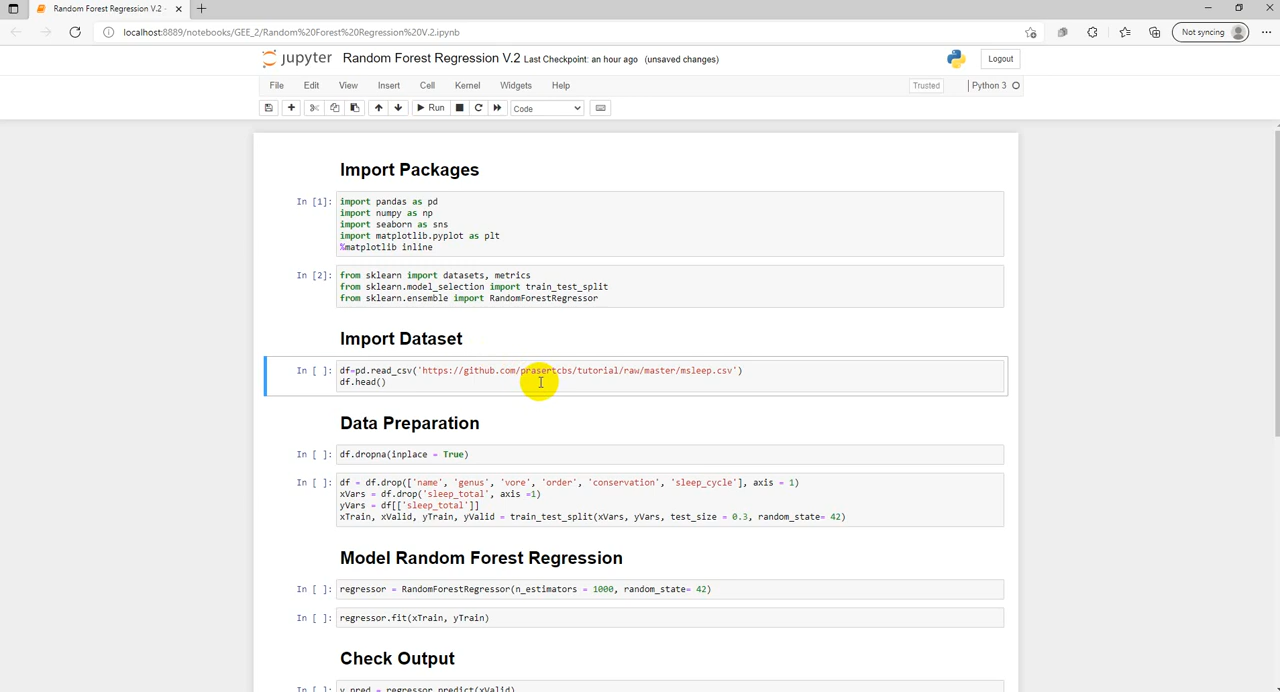 Random Forest Regression V.2 -
localhost:8889/notebooks/GEE_2/Random%20Forest%20Regression%20V.2.ipynb
Not syncing
jupyter Random Forest Regression V.2 Last Checkpoint: an hour ago (unsaved changes)
Logout
File Edit View Insert Cell Kernel Widgets Help
Trusted
Python 3
Run
Code
Import Packages
In [1]: import pandas as pd
import numpy as np
import seaborn as sns
import matplotlib.pyplot as plt
%matplotlib inline
In [2]: from sklearn import datasets, metrics
from sklearn.model_selection import train_test_split
from sklearn.ensemble import RandomForestRegressor
Import Dataset
In [ ]: df=pd.read_csv('https://github.com/prasertcbs/tutorial/raw/master/msleep.csv')
df.head()
Data Preparation
In [ ]: df.dropna(inplace = True)
In [ ]: df = df.drop(['name', 'genus', 'vore', 'order', 'conservation', 'sleep_cycle'], axis = 1)
xVars = df.drop('sleep_total', axis =1)
yVars = df[['sleep_total']]
xTrain, xValid, yTrain, yValid = train_test_split(xVars, yVars, test_size = 0.3, random_state= 42)
Model Random Forest Regression
In [ ]: regressor = RandomForestRegressor(n_estimators = 1000, random_state= 42)
In [ ]: regressor.fit(xTrain, yTrain)
Check Output
In [ ]: y_pred = regressor.predict(xValid)